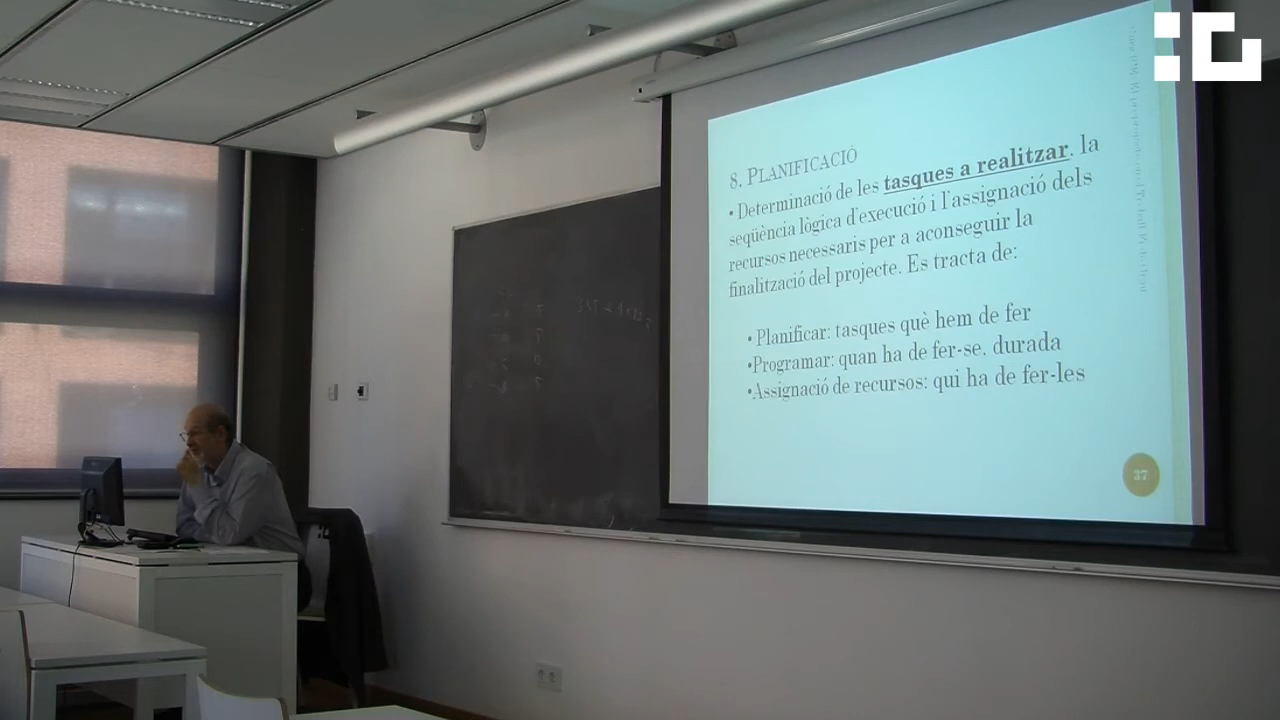 8. PLANIFICACIÓ
• Determinació de les tasques a realitzar. la
seqüència lògica d'execució i l'assignació dels
recursos necessaris per a aconseguir la
finalització del projecte. Es tracta de:
• Planificar: tasques què hem de fer
•Programar: quan ha de fer-se. durada
•Assignació de recursos: qui ha de fer-les
37